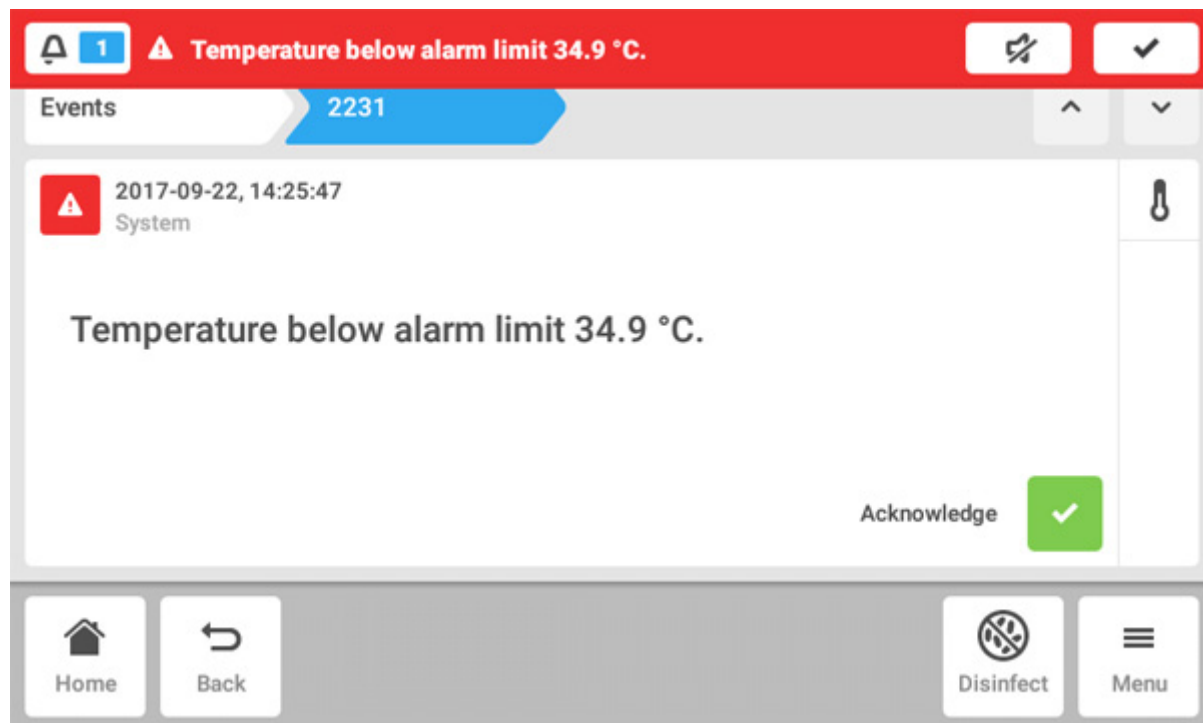 1
Temperature below alarm limit 34.9 °C.
Events
2231
2017-09-22, 14:25:47
System
Temperature below alarm limit 34.9 °C.
Acknowledge
Home
Back
Disinfect
Menu